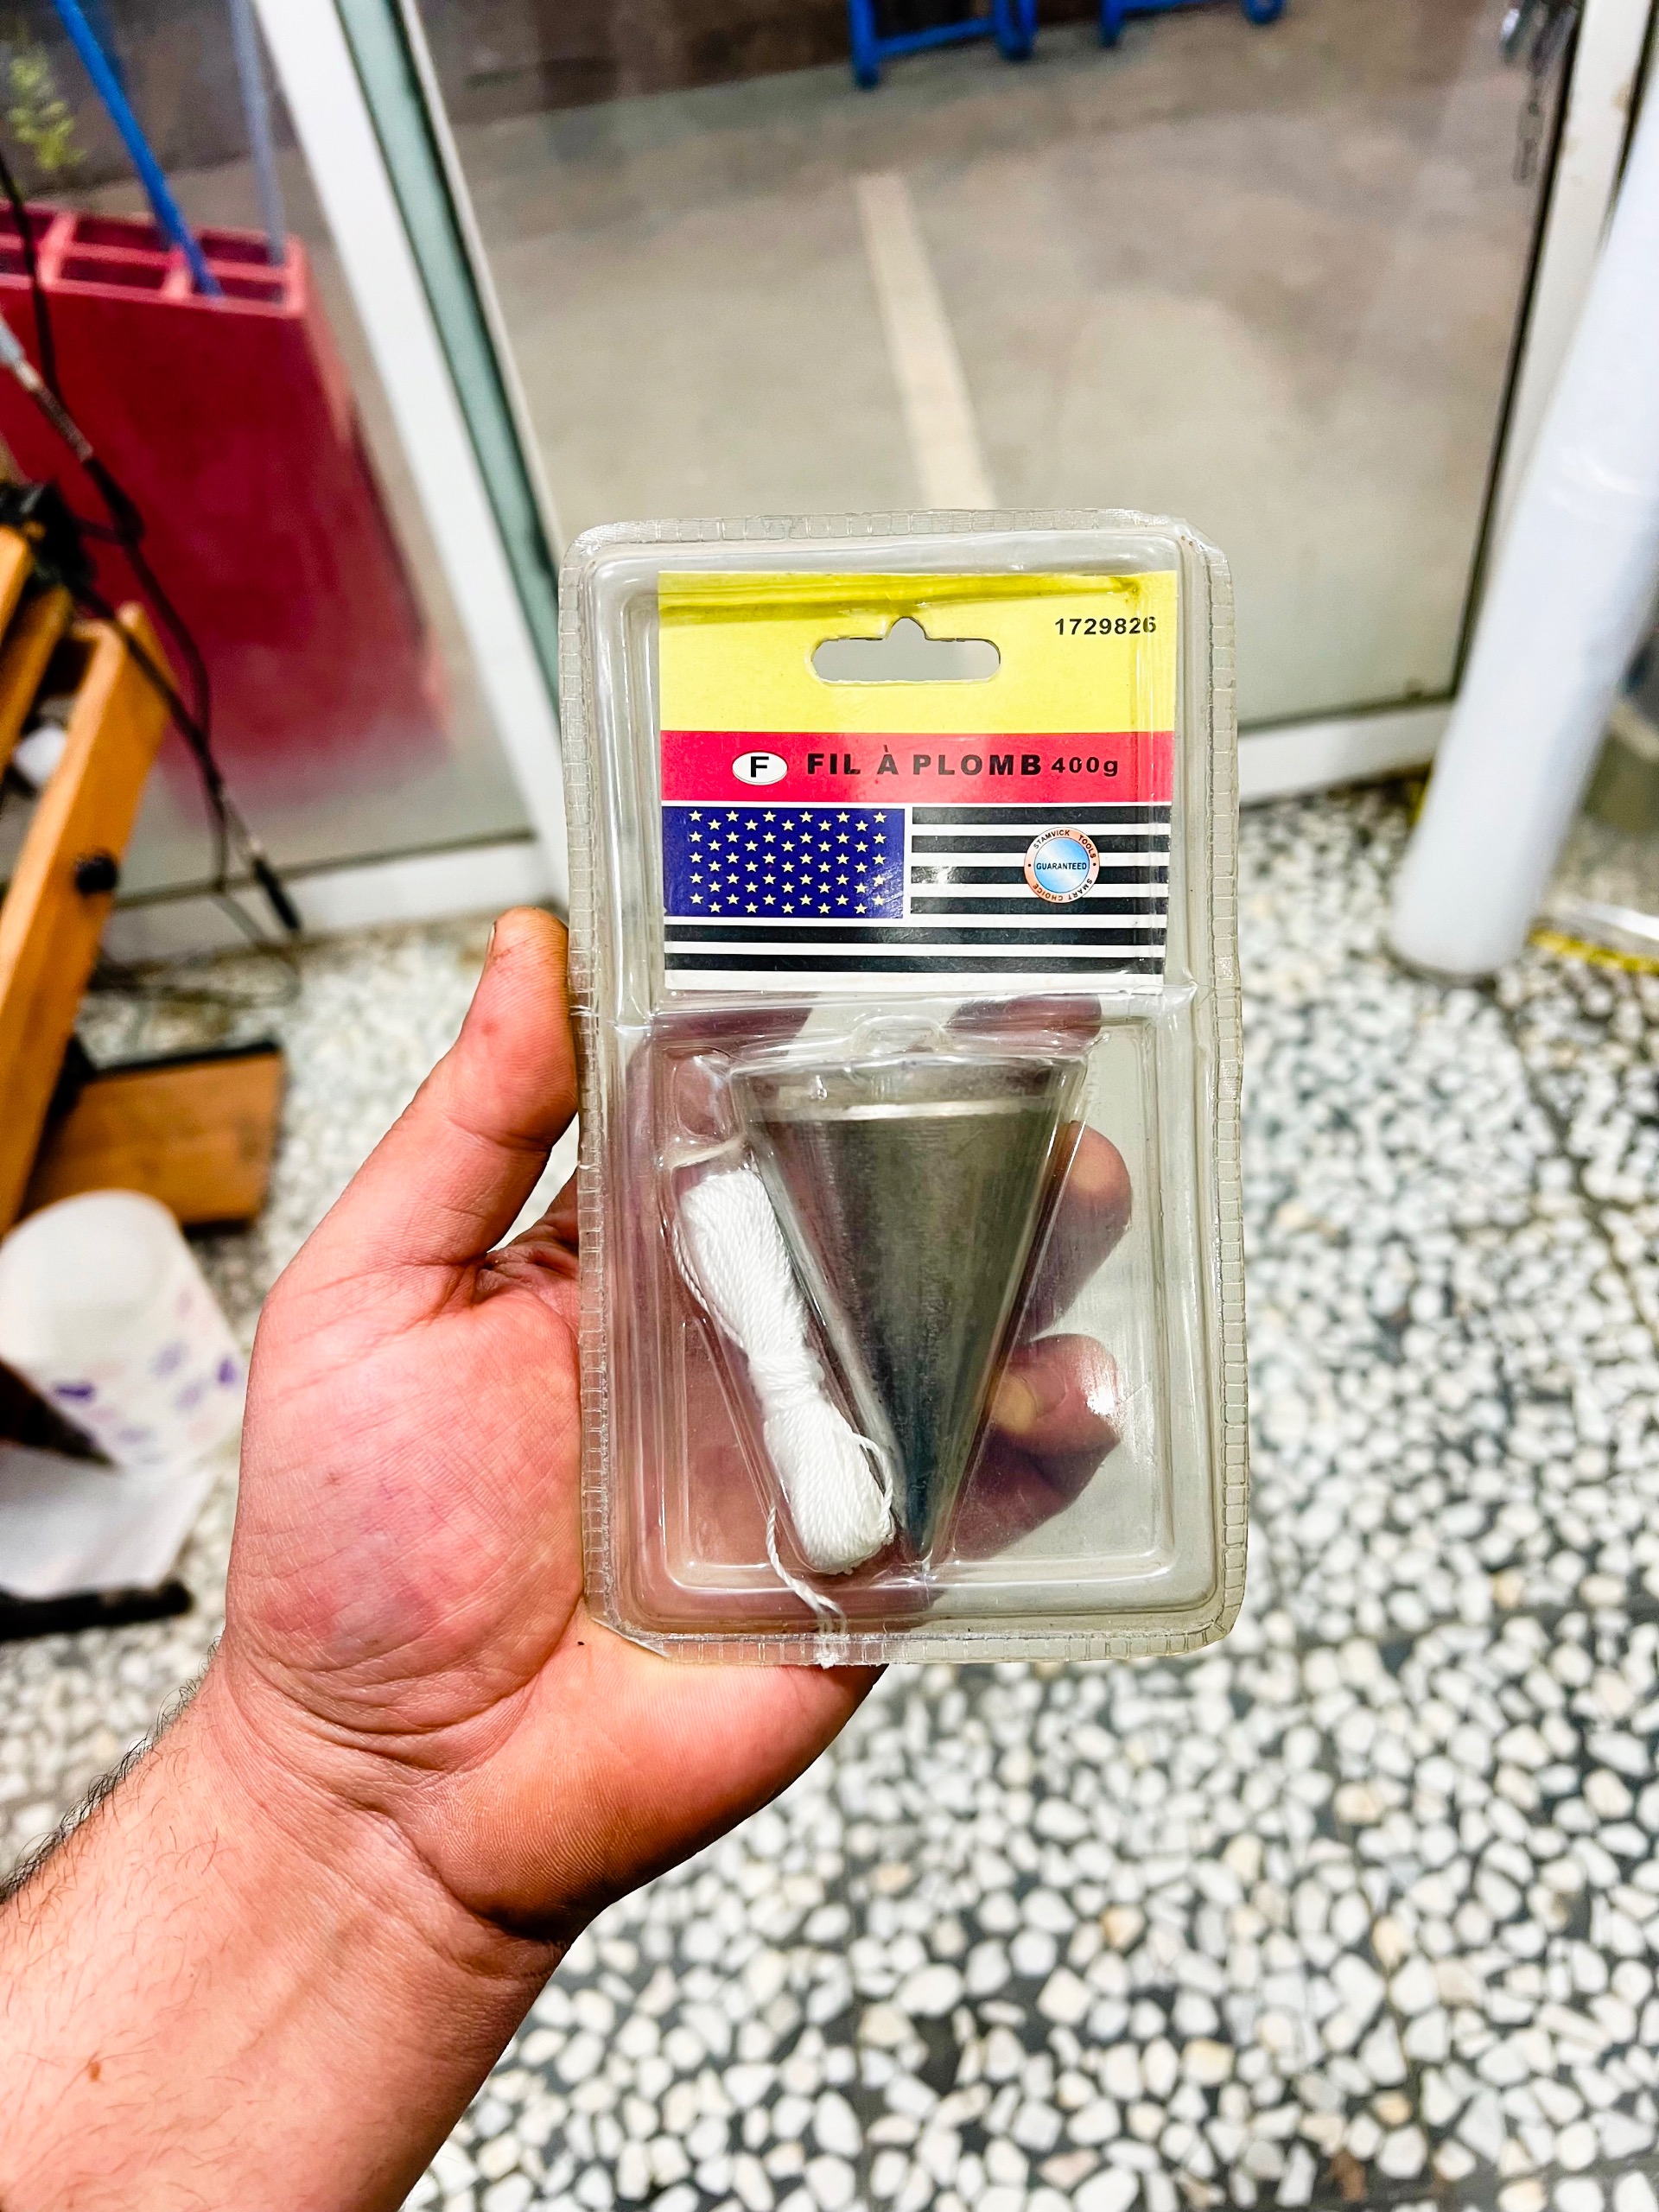 1729826
F FIL À PLOMB 400g
STAMVICK TOOLS
GUARANTEED
SMART CHOICE